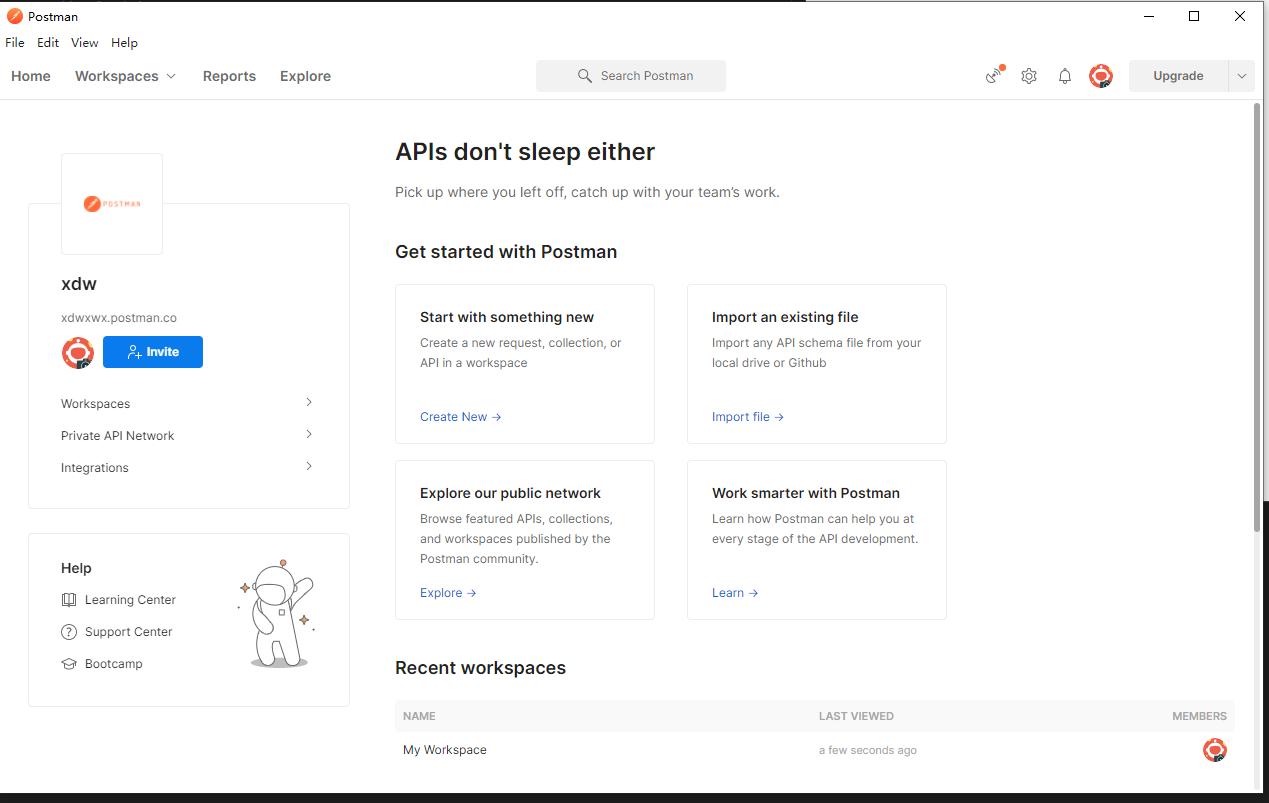 Postman
File Edit View Help
Home Workspaces Reports Explore Search Postman Upgrade
POSTMAN
xdw
xdwxwx.postman.co
Invite
Workspaces
Private API Network
Integrations
Help
Learning Center
Support Center
Bootcamp
APIs don't sleep either
Pick up where you left off, catch up with your team’s work.
Get started with Postman
Start with something new
Create a new request, collection, or
API in a workspace
Create New →
Import an existing file
Import any API schema file from your
local drive or Github
Import file →
Explore our public network
Browse featured APIs, collections,
and workspaces published by the
Postman community.
Explore →
Work smarter with Postman
Learn how Postman can help you at
every stage of the API development.
Learn →
Recent workspaces
NAME LAST VIEWED MEMBERS
My Workspace a few seconds ago